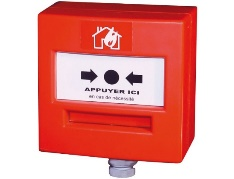 APPUYER ICI
en cas de nécessité